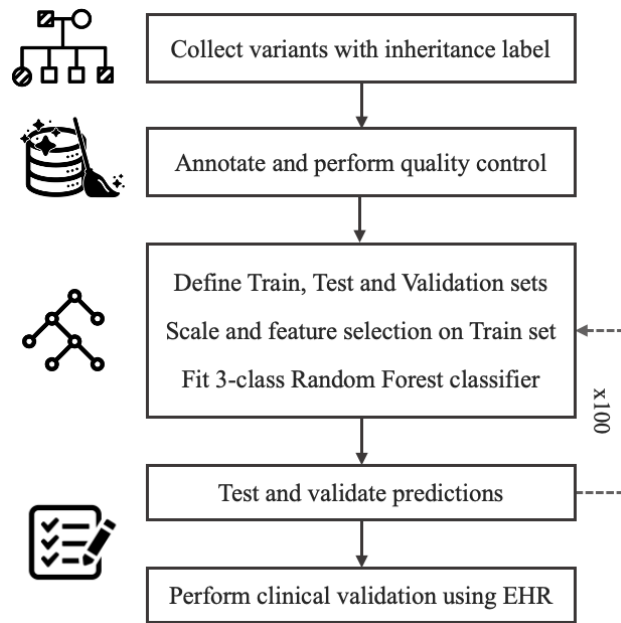 Collect variants with inheritance label
Annotate and perform quality control
Define Train, Test and Validation sets
Scale and feature selection on Train set
Fit 3-class Random Forest classifier
x100
Test and validate predictions
Perform clinical validation using EHR